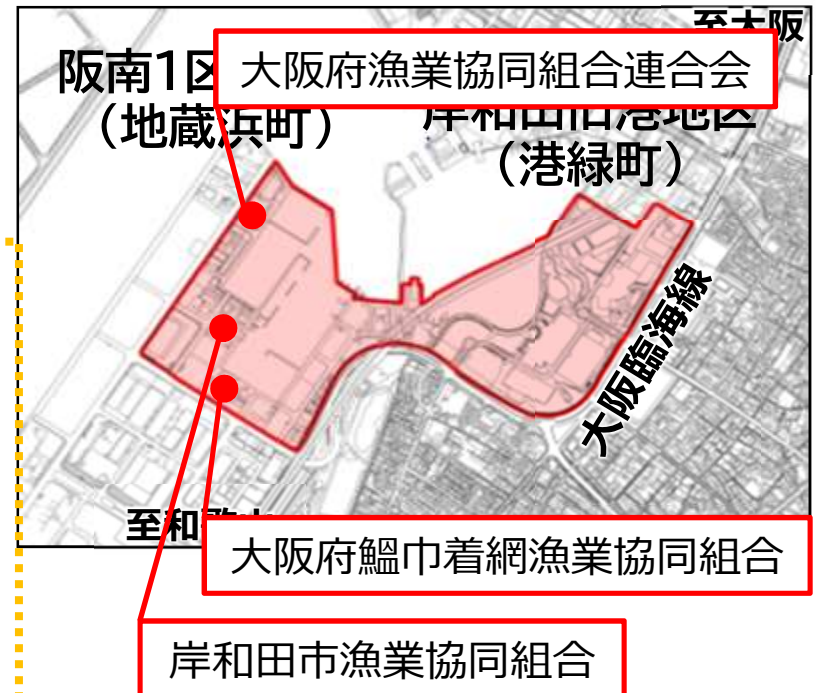 至大阪
阪南1区
(地蔵浜町)
大阪府漁業協同組合連合会
岸和田旧港地区
(港緑町)
大阪臨海線
至和歌山
大阪府鰮巾着網漁業協同組合
岸和田市漁業協同組合